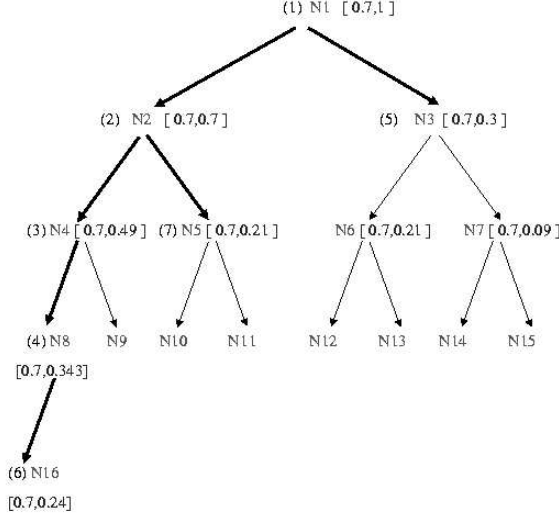 (1) N1 [ 0.7,1 ]
(2) N2 [ 0.7,0.7 ] (5) N3 [ 0.7,0.3 ]
(3) N4 [ 0.7,0.49 ] (7) N5 [ 0.7,0.21 ] N6 [ 0.7,0.21 ] N7 [ 0.7,0.09 ]
(4) N8 N9 N10 N11 N12 N13 N14 N15
[0.7,0.343]
(6) N16
[0.7,0.24]